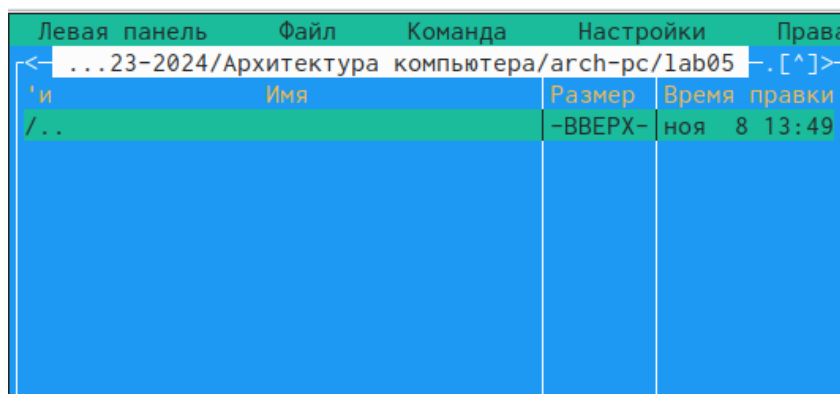 Левая панель Файл Команда Настройки Права
<— ...23-2024/Архитектура компьютера/arch-pc/lab05 —.[^]>
'и Имя Размер Время правки
/.. -ВВЕРХ- ноя 8 13:49